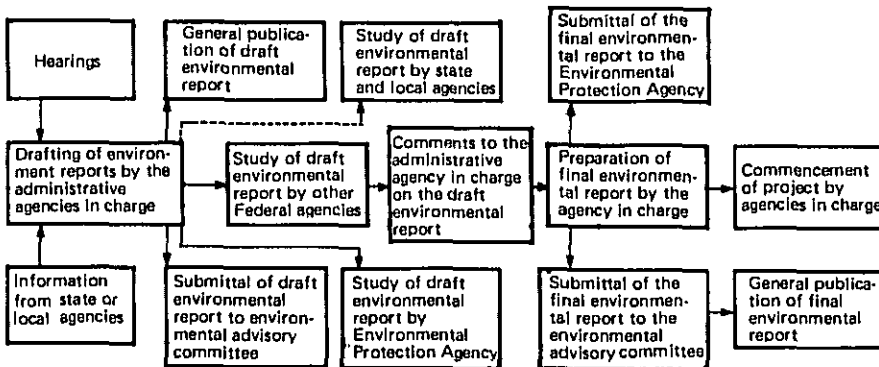 Hearings
General publica-
tion of draft
environmental
report
Study of draft
environmental
report by state
and local agencies
Submittal of the
final environmen-
tal report to the
Environmental
Protection Agency
Drafting of environ-
ment reports by the
administrative
agencies in charge
Study of draft
environmental
report by other
Federal agencies
Comments to the
administrative
agency in charge
on the draft
environmental
report
Preparation of
final environmen-
tal report by the
agency in charge
Commencement
of project by
agencies in charge
Information
from state or
local agencies
Submittal of draft
environmental
report to environ-
mental advisory
committee
Study of draft
environmental
report by
Environmental
Protection Agency
Submittal of the
final environmen-
tal report to the
environmental
advisory committee
General publica-
tion of final
environmental
report